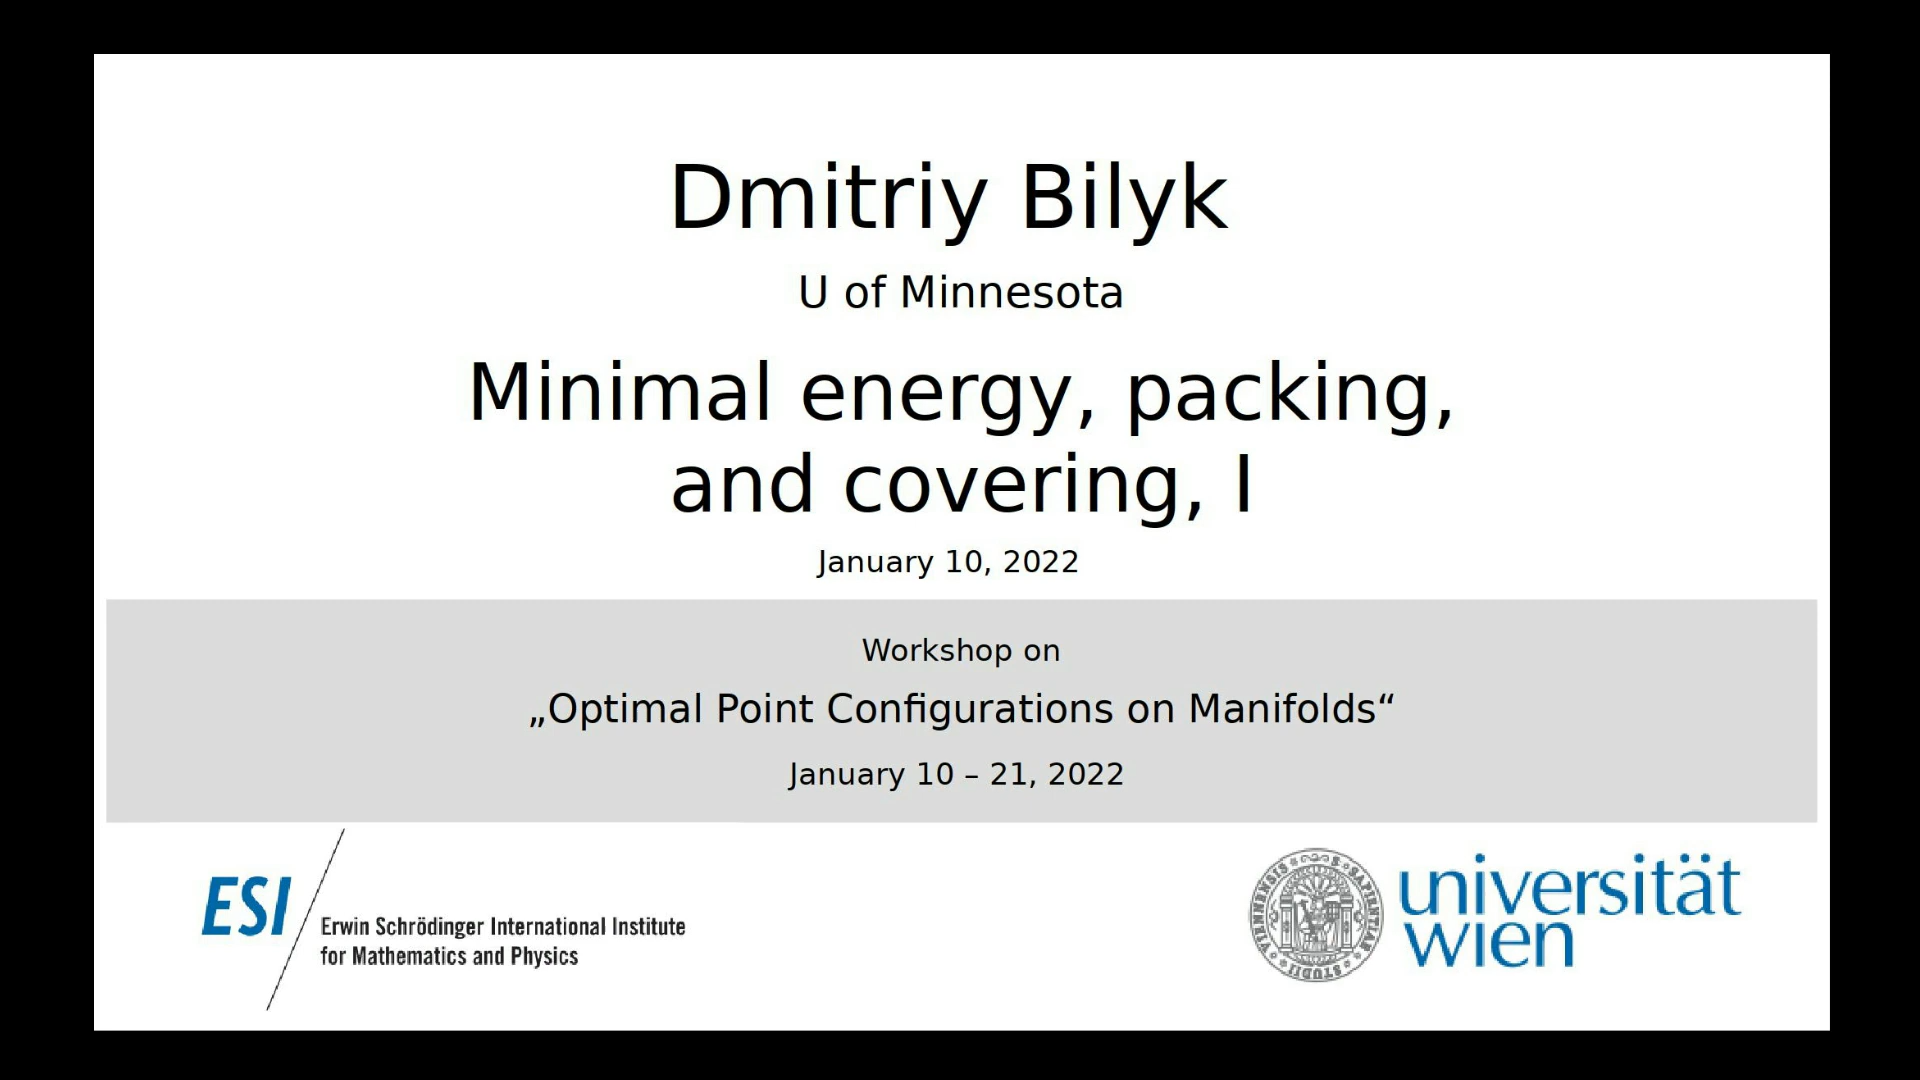 Dmitriy Bilyk
U of Minnesota
Minimal energy, packing,
and covering, I
January 10, 2022
Workshop on
„Optimal Point Configurations on Manifolds“
January 10 – 21, 2022
ESI
Erwin Schrödinger International Institute
for Mathematics and Physics
universität
wien